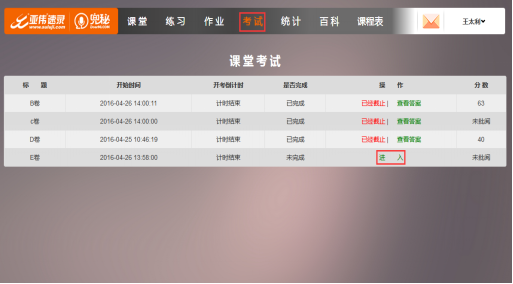 亚伟速录 兜秘 课堂 练习 作业 考试 统计 百科 课程表 王太利
www.suluji.com
课堂考试
标 题 开始时间 开考倒计时 是否完成 操 作 分 数
B卷 2016-04-26 14:00:11 计时结束 已完成 已经截止 | 查看答案 63
c卷 2016-04-26 14:00:00 计时结束 已完成 已经截止 | 查看答案 未批阅
D卷 2016-04-25 10:46:19 计时结束 已完成 已经截止 | 查看答案 40
E卷 2016-04-26 13:58:00 计时结束 未完成 进 入 未批阅